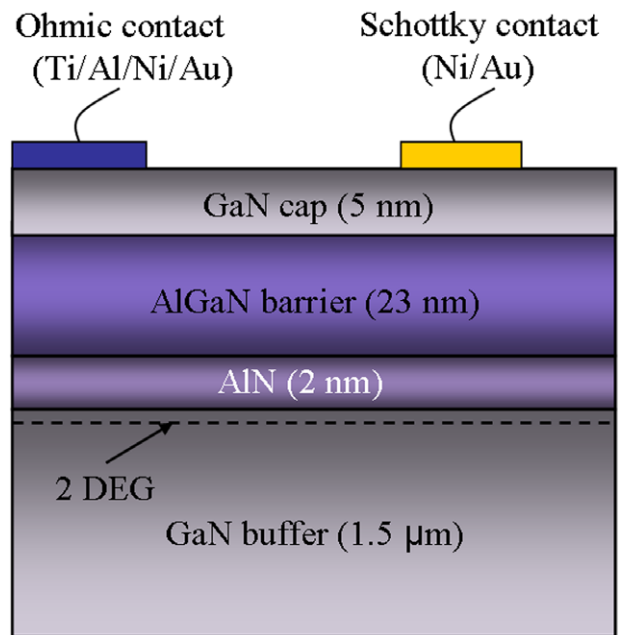 Ohmic contact
(Ti/Al/Ni/Au)
Schottky contact
(Ni/Au)
GaN cap (5 nm)
AlGaN barrier (23 nm)
AlN (2 nm)
2 DEG
GaN buffer (1.5 μm)